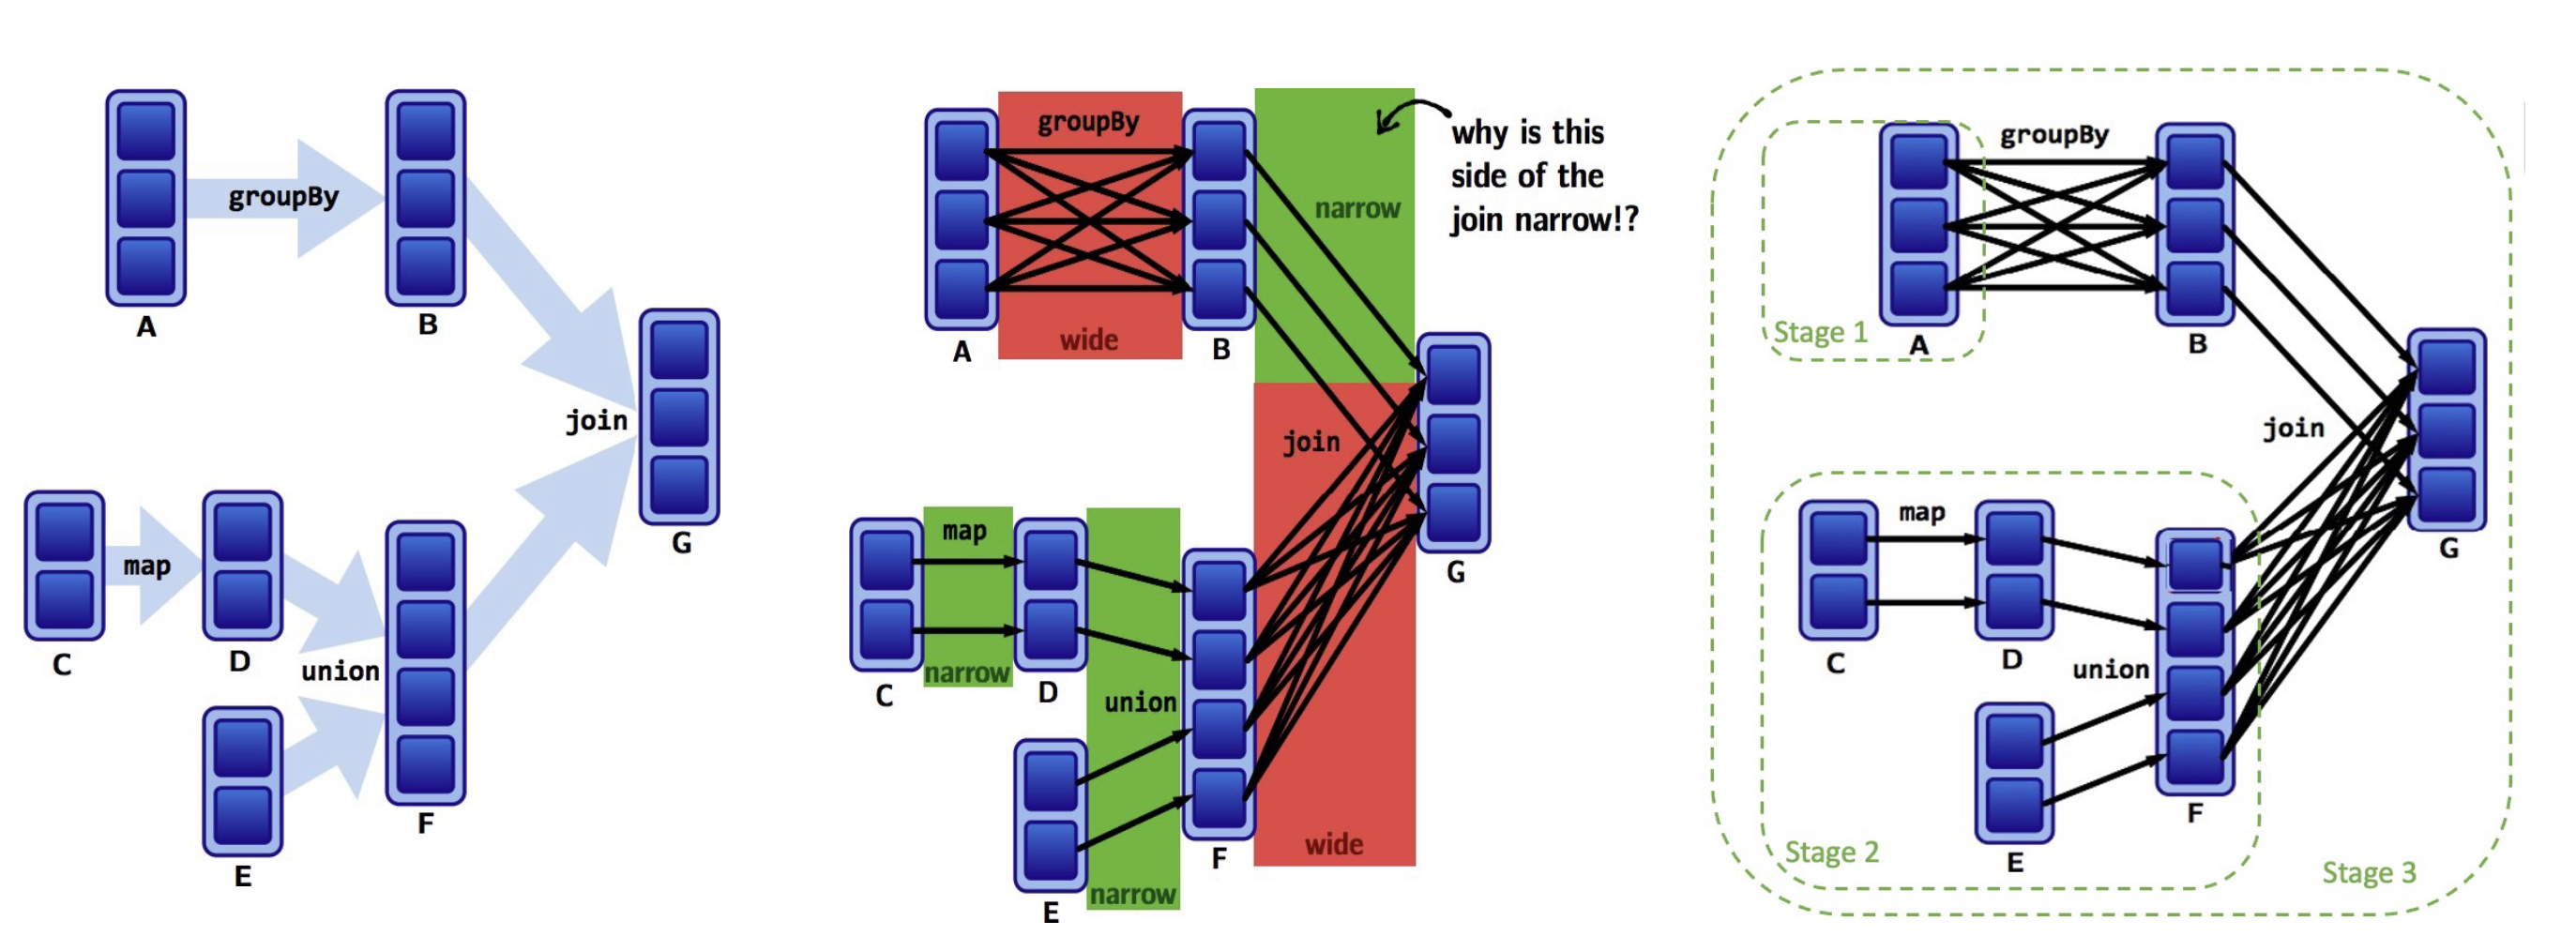 groupBy
A
B
join
G
map
C
D
union
E
F
groupBy
wide
A
B
narrow
why is this
side of the
join narrow!?
join
wide
G
map
narrow
C
D
union
narrow
E
F
groupBy
Stage 1
A
B
join
G
map
C
D
union
E
F
Stage 2
Stage 3